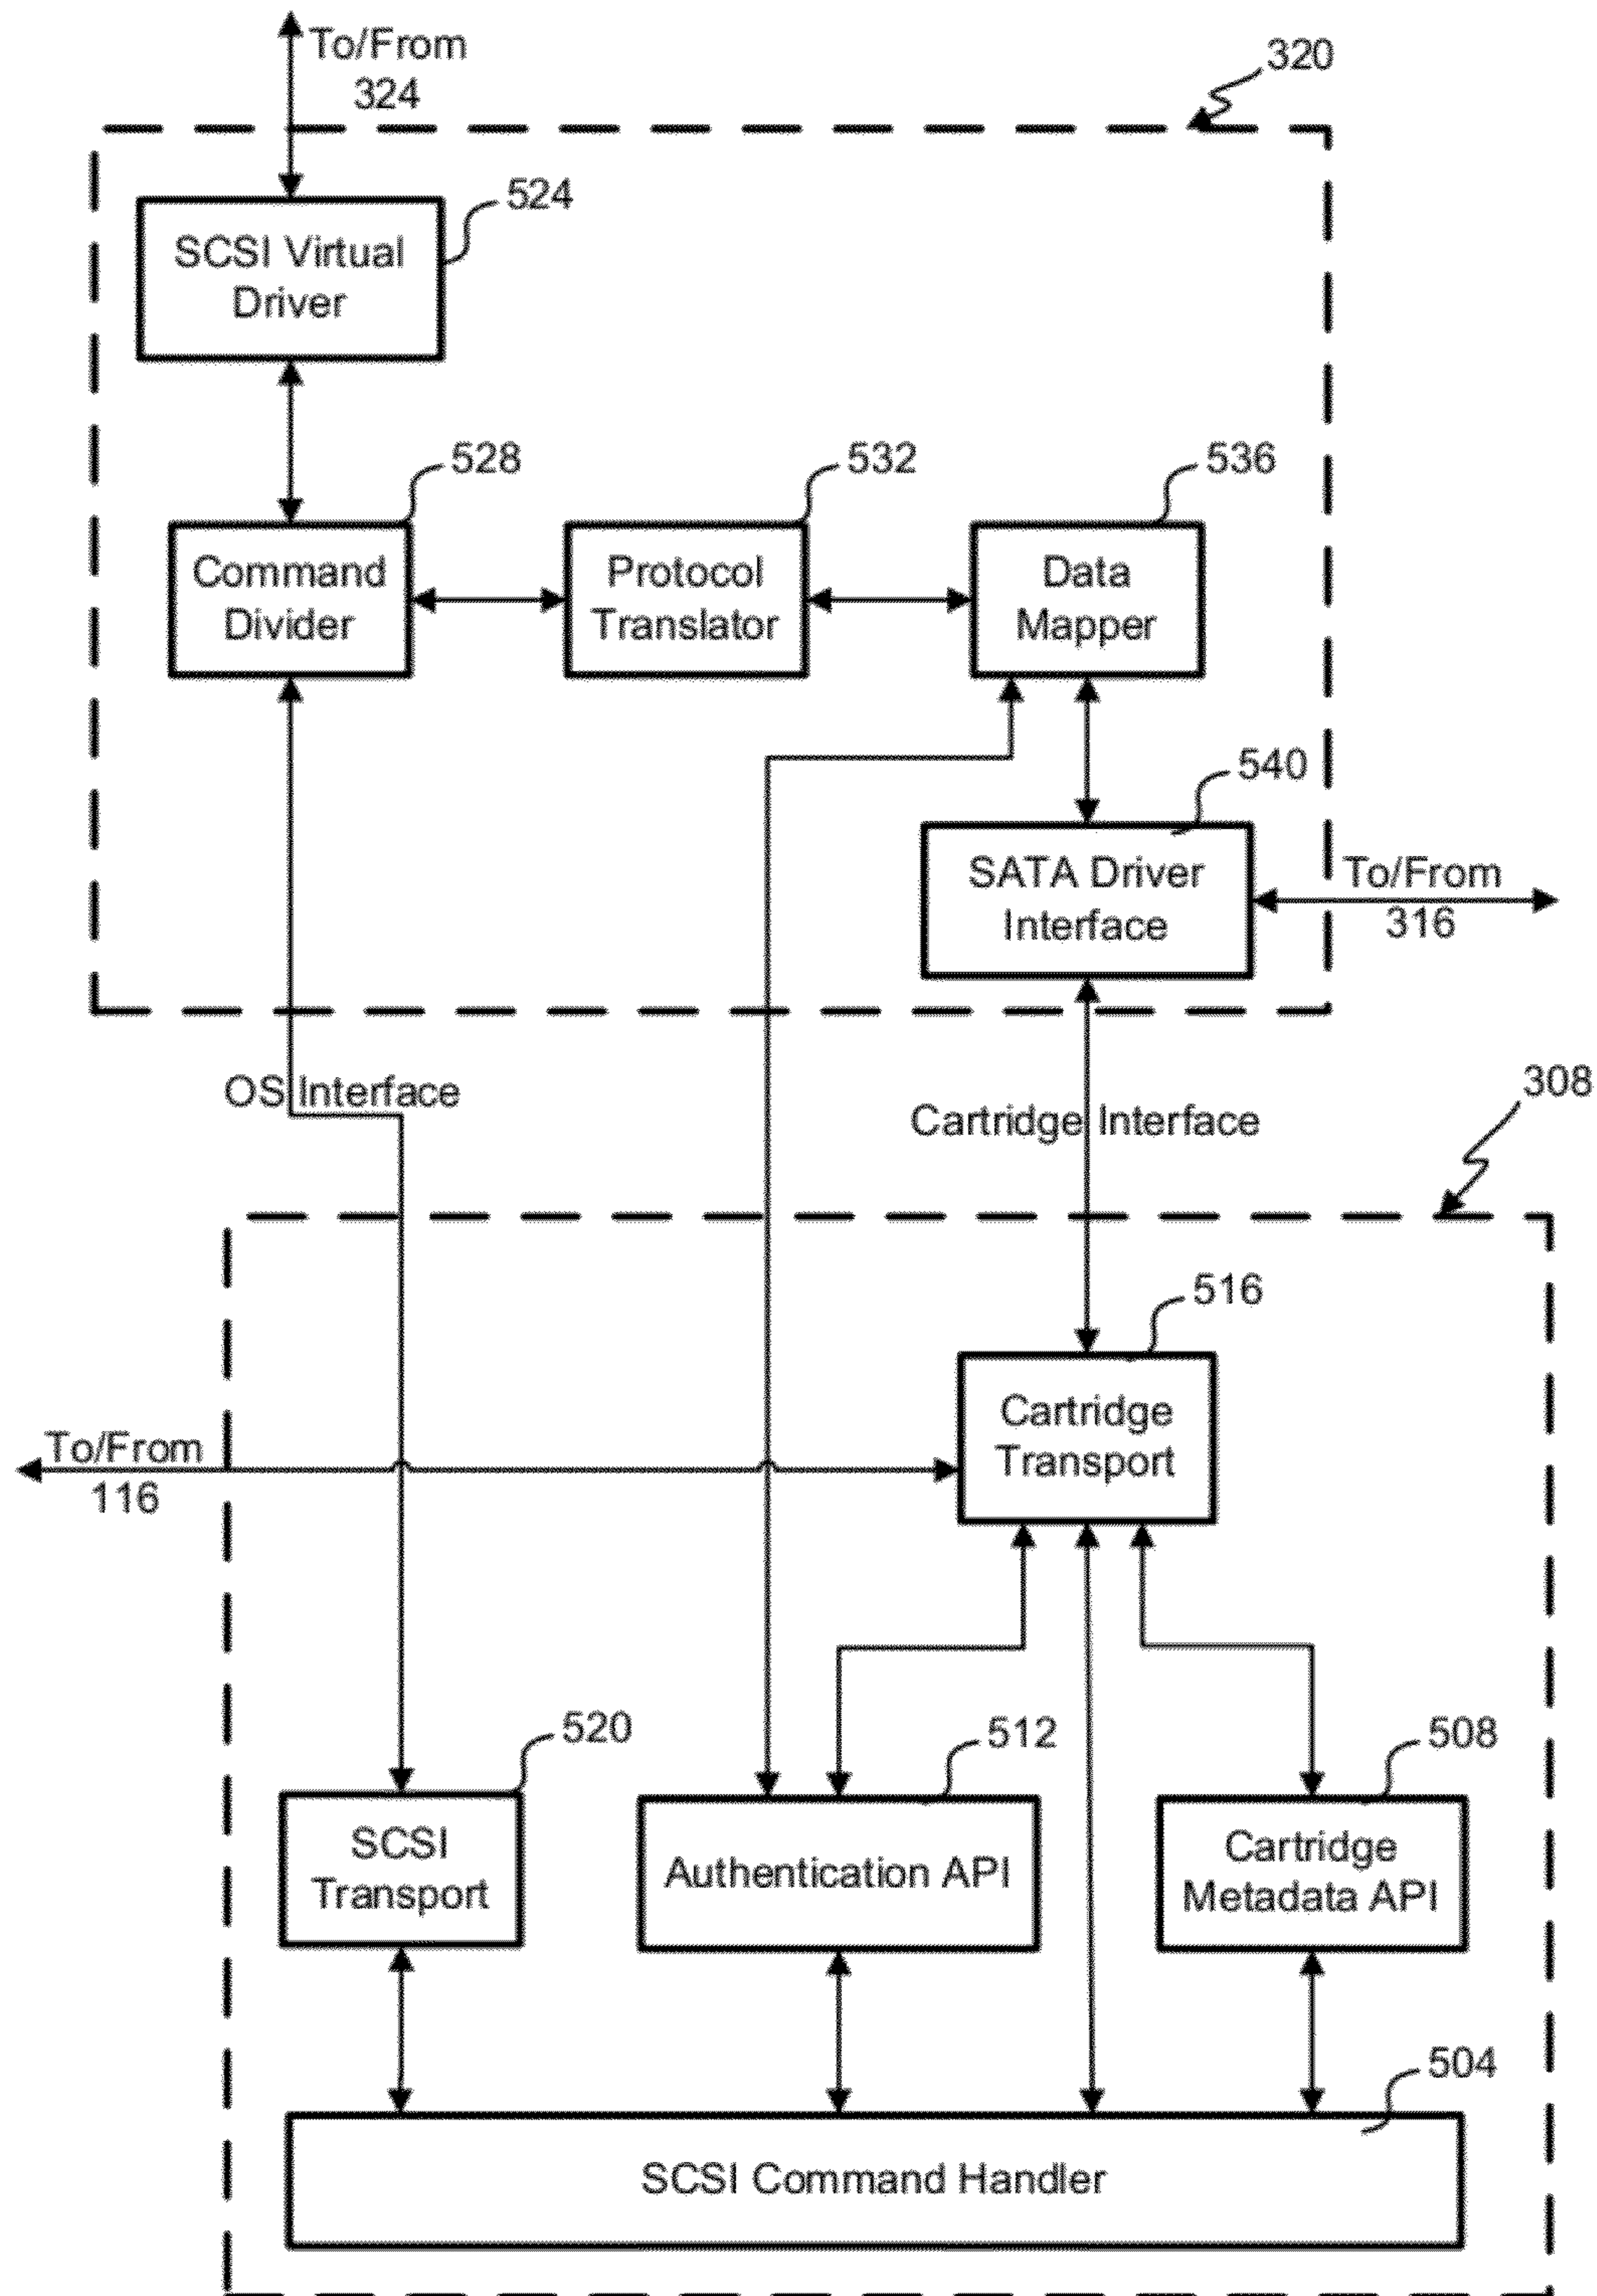 To/From
324
320
524
SCSI Virtual
Driver
528
532
536
Command
Divider
Protocol
Translator
Data
Mapper
540
SATA Driver
Interface
To/From
316
OS Interface
Cartridge Interface
308
516
Cartridge
Transport
To/From
116
520
512
508
SCSI
Transport
Authentication API
Cartridge
Metadata API
504
SCSI Command Handler